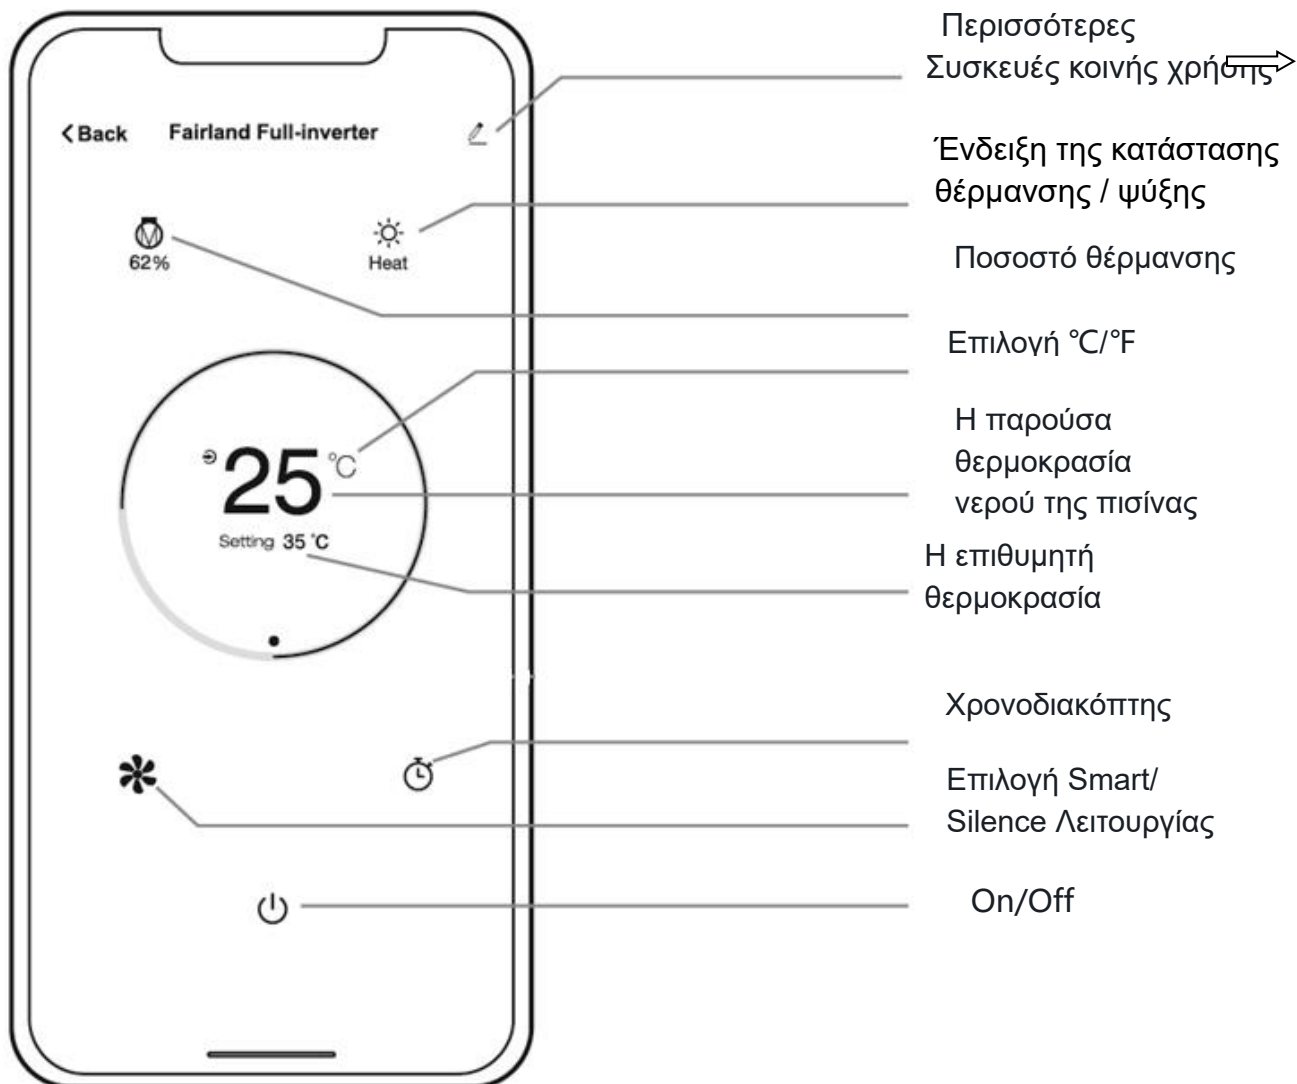 Περισσότερες
Συσκευές κοινής χρήσης
< Back Fairland Full-inverter
Ένδειξη της κατάστασης
θέρμανσης / ψύξης
62%
Heat
Ποσοστό θέρμανσης
Επιλογή °C/°F
Η παρούσα
θερμοκρασία
νερού της πισίνας
25 °C
Setting 35 °C
Η επιθυμητή
θερμοκρασία
Χρονοδιακόπτης
Επιλογή Smart/
Silence Λειτουργίας
On/Off